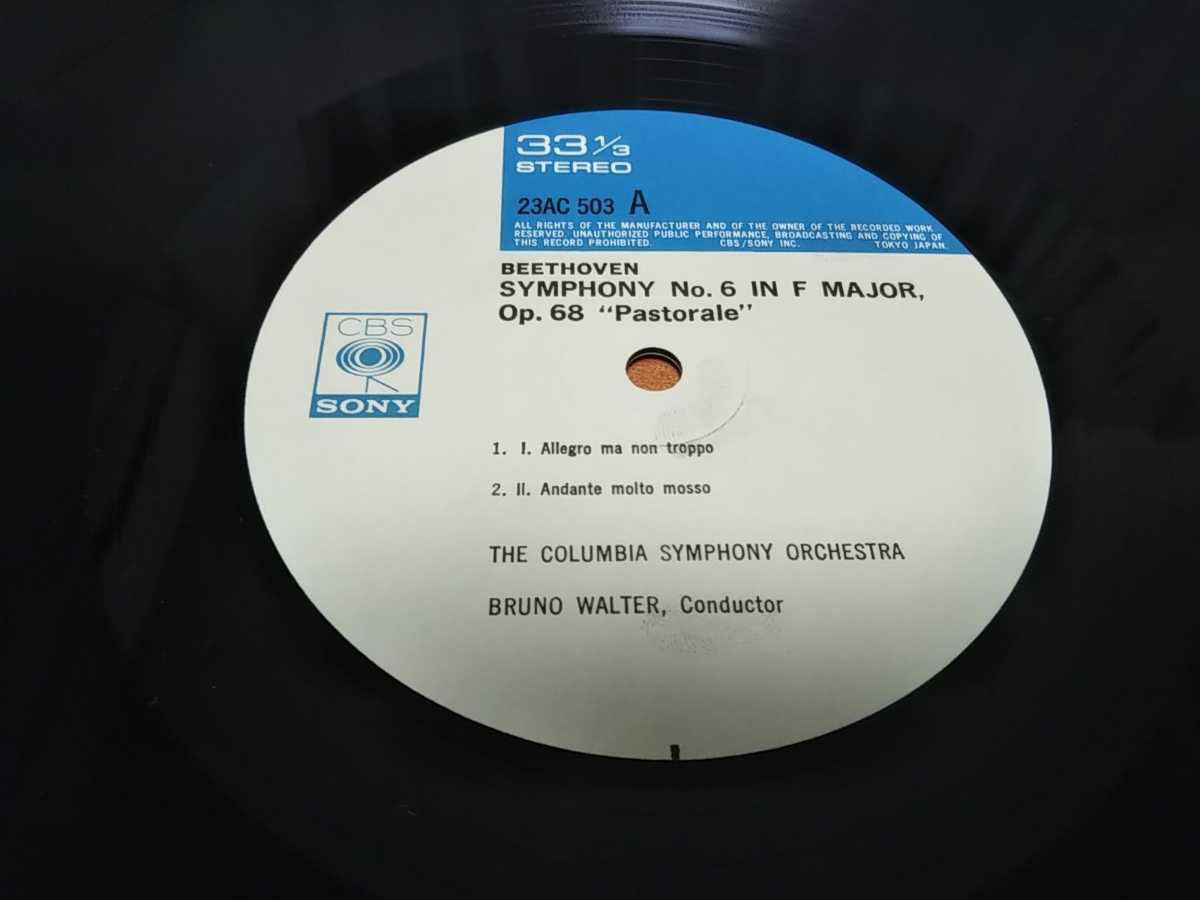 33 1/3
STEREO
23AC 503 A
ALL RIGHTS OF THE MANUFACTURER AND OF THE OWNER OF THE RECORDED WORK
RESERVED. UNAUTHORIZED PUBLIC PERFORMANCE, BROADCASTING AND COPYING OF
THIS RECORD PROHIBITED. CBS/SONY INC. TOKYO JAPAN.
BEETHOVEN
SYMPHONY No. 6 IN F MAJOR,
Op. 68 “Pastorale”
CBS
SONY
1. I. Allegro ma non troppo
2. II. Andante molto mosso
THE COLUMBIA SYMPHONY ORCHESTRA
BRUNO WALTER, Conductor